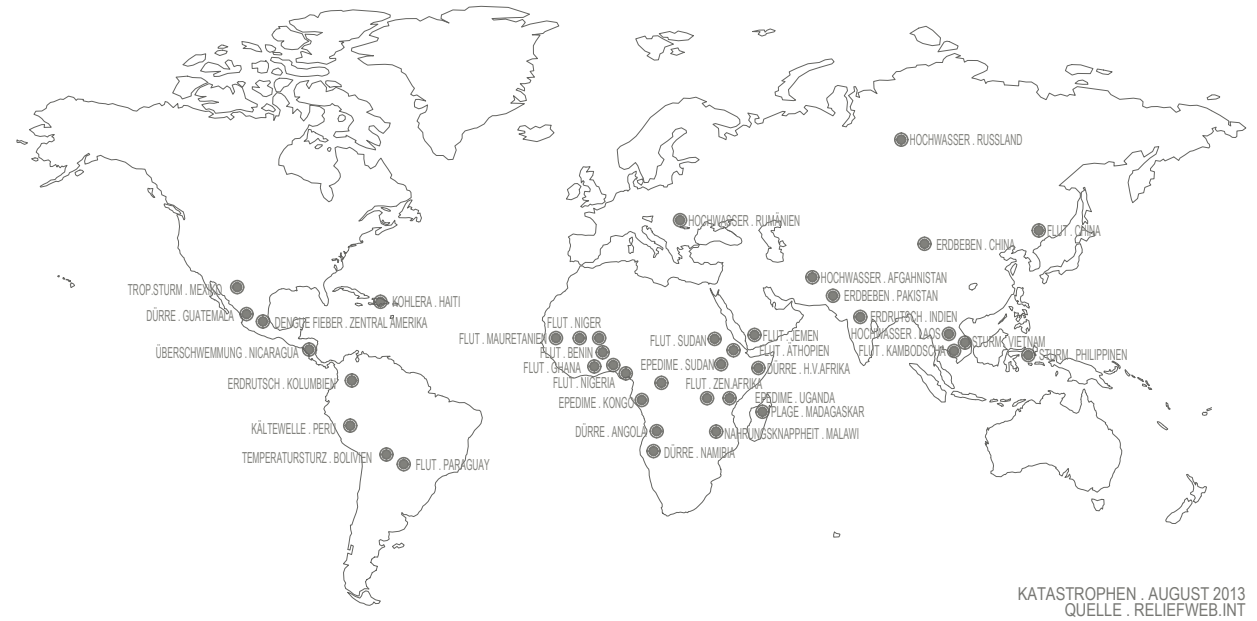 HOCHWASSER . RUSSLAND
HOCHWASSER . RUMÄNIEN
FLUT . CHINA
ERDBEBEN . CHINA
HOCHWASSER . AFGAHNISTAN
TROP.STURM . MEXIKO
ERDBEBEN . PAKISTAN
KOHLERA . HAITI
DÜRRE . GUATEMALA
DENGUE FIEBER . ZENTRAL AMERIKA
FLUT . NIGER
ERDRUTSCH . INDIEN
FLUT . MAURETANIEN
FLUT . SUDAN
FLUT . JEMEN
HOCHWASSER . LAOS
STURM . VIETNAM
ÜBERSCHWEMMUNG . NICARAGUA
FLUT . BENIN
FLUT . ÄTHOPIEN
FLUT . KAMBODSCHA
STURM . PHILIPPINEN
FLUT . GHANA
EPEDIME . SUDAN
DÜRRE . H.V.AFRIKA
ERDRUTSCH . KOLUMBIEN
FLUT . NIGERIA
FLUT . ZEN.AFRIKA
EPEDIME . KONGO
EPEDIME . UGANDA
PLAGE . MADAGASKAR
KÄLTEWELLE . PERU
DÜRRE . ANGOLA
NAHRUNGSKNAPPHEIT . MALAWI
DÜRRE . NAMIBIA
TEMPERATURSTURZ . BOLIVIEN
FLUT . PARAGUAY
KATASTROPHEN . AUGUST 2013
QUELLE . RELIEFWEB.INT